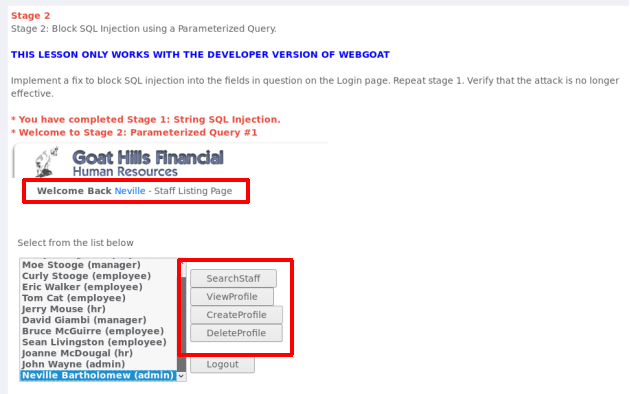 Stage 2
Stage 2: Block SQL Injection using a Parameterized Query.
THIS LESSON ONLY WORKS WITH THE DEVELOPER VERSION OF WEBGOAT
Implement a fix to block SQL injection into the fields in question on the Login page. Repeat stage 1. Verify that the attack is no longer
effective.
* You have completed Stage 1: String SQL Injection.
* Welcome to Stage 2: Parameterized Query #1
Goat Hills Financial
Human Resources
Welcome Back Neville - Staff Listing Page
Select from the list below
Moe Stooge (manager)
Curly Stooge (employee)
Eric Walker (employee)
Tom Cat (employee)
Jerry Mouse (hr)
David Giambi (manager)
Bruce McGuirre (employee)
Sean Livingston (employee)
Joanne McDougal (hr)
John Wayne (admin)
Neville Bartholomew (admin)
SearchStaff
ViewProfile
CreateProfile
DeleteProfile
Logout